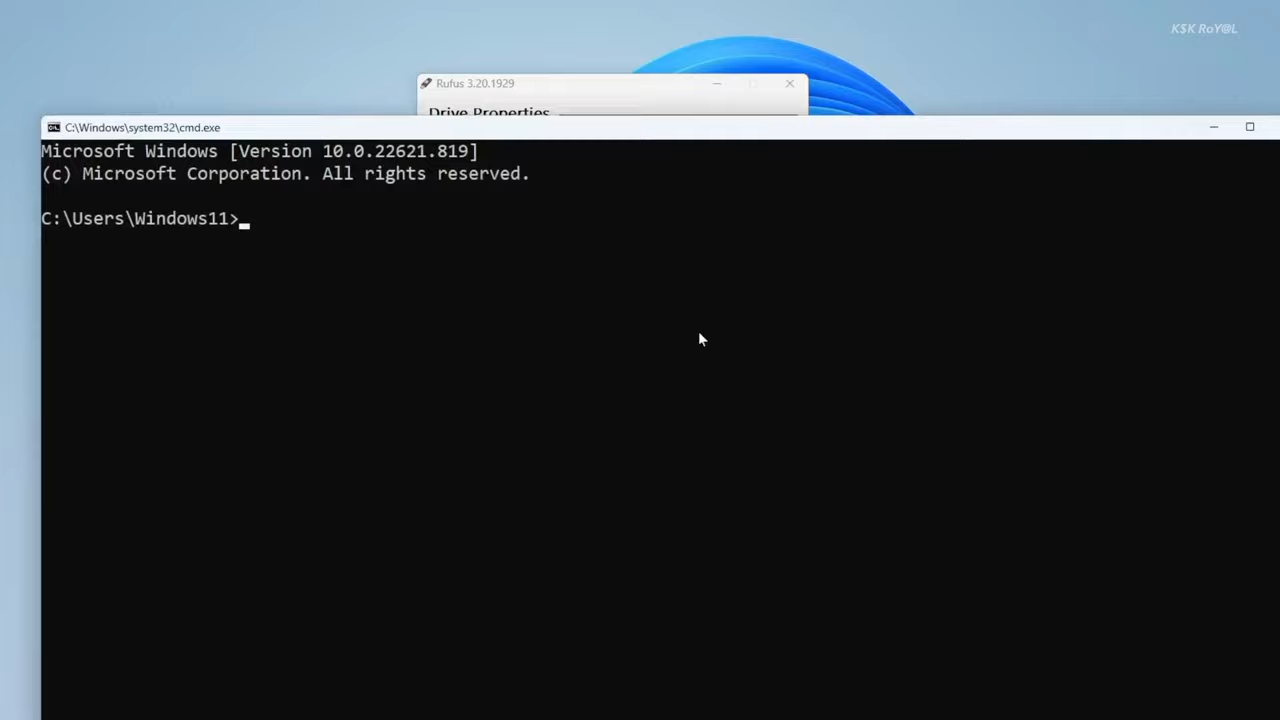 K$K RoY@L
Rufus 3.20.1929
Drive Properties
C:\Windows\system32\cmd.exe
Microsoft Windows [Version 10.0.22621.819]
(c) Microsoft Corporation. All rights reserved.
C:\Users\Windows11>